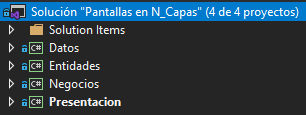 Solución "Pantallas en N_Capas" (4 de 4 proyectos)
Solution Items
C# Datos
C# Entidades
C# Negocios
C# Presentacion